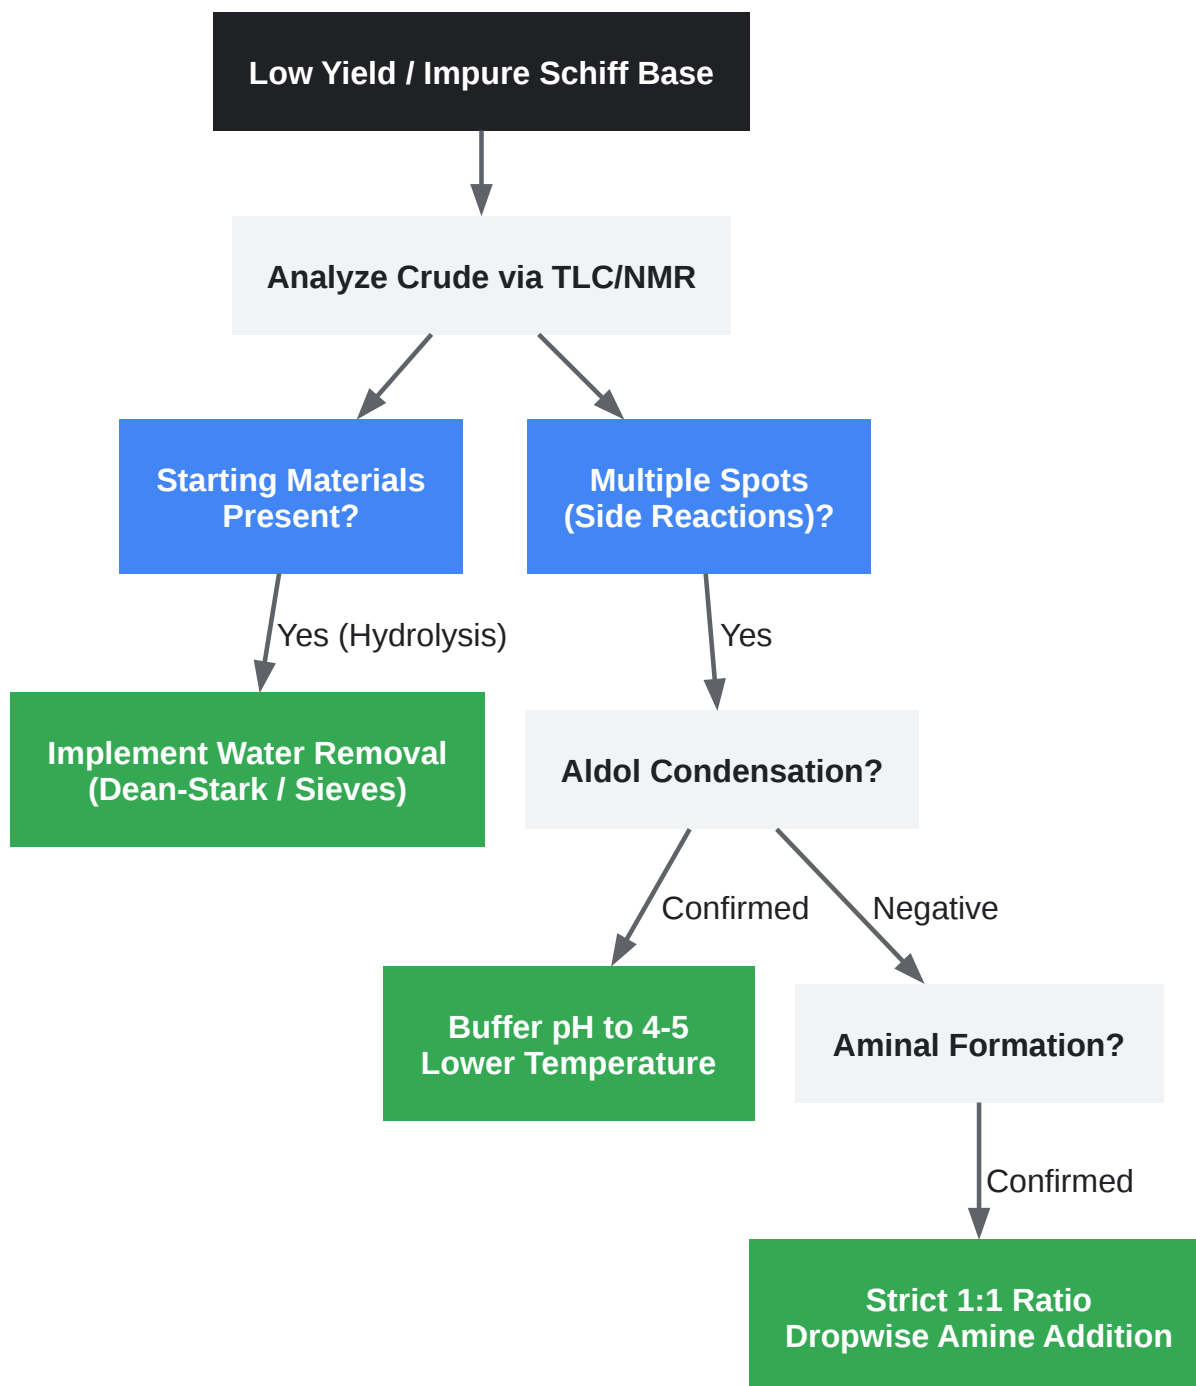 Low Yield / Impure Schiff Base
Analyze Crude via TLC/NMR
Starting Materials
Present?
Multiple Spots
(Side Reactions)?
Yes (Hydrolysis)
Yes
Implement Water Removal
(Dean-Stark / Sieves)
Aldol Condensation?
Confirmed
Negative
Buffer pH to 4-5
Lower Temperature
Aminal Formation?
Confirmed
Strict 1:1 Ratio
Dropwise Amine Addition